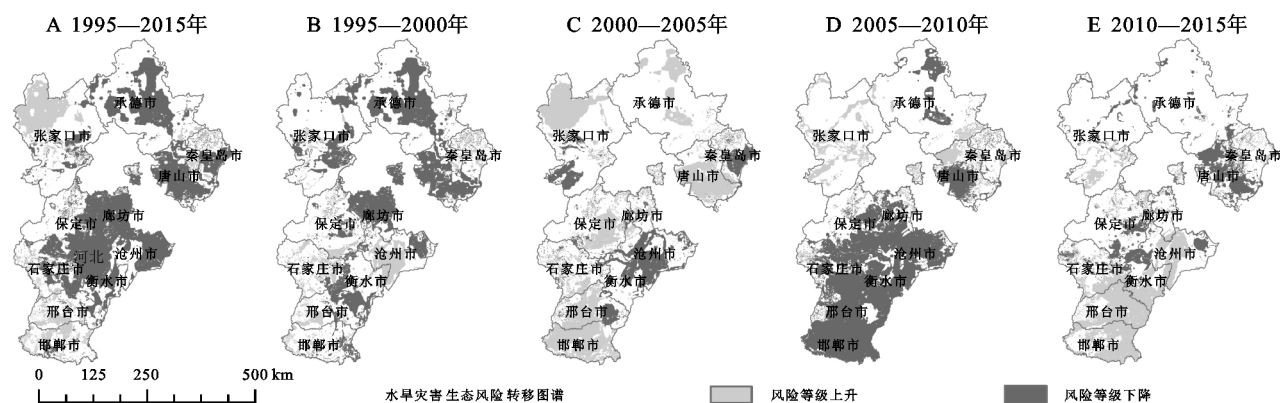 A 1995—2015年
B 1995—2000年
C 2000—2005年
D 2005—2010年
E 2010—2015年
承德市
张家口市
秦皇岛市
唐山市
廊坊市
保定市
河北
沧州市
石家庄市
衡水市
邢台市
邯郸市
承德市
张家口市
秦皇岛市
唐山市
廊坊市
保定市
沧州市
石家庄市
衡水市
邢台市
邯郸市
承德市
张家口市
秦皇岛市
唐山市
廊坊市
保定市
沧州市
石家庄市
衡水市
邢台市
邯郸市
承德市
张家口市
秦皇岛市
唐山市
廊坊市
保定市
沧州市
石家庄市
衡水市
邢台市
邯郸市
承德市
张家口市
秦皇岛市
唐山市
廊坊市
保定市
沧州市
石家庄市
衡水市
邢台市
邯郸市
0 125 250 500 km
水旱灾害生态风险转移图谱
风险等级上升
风险等级下降